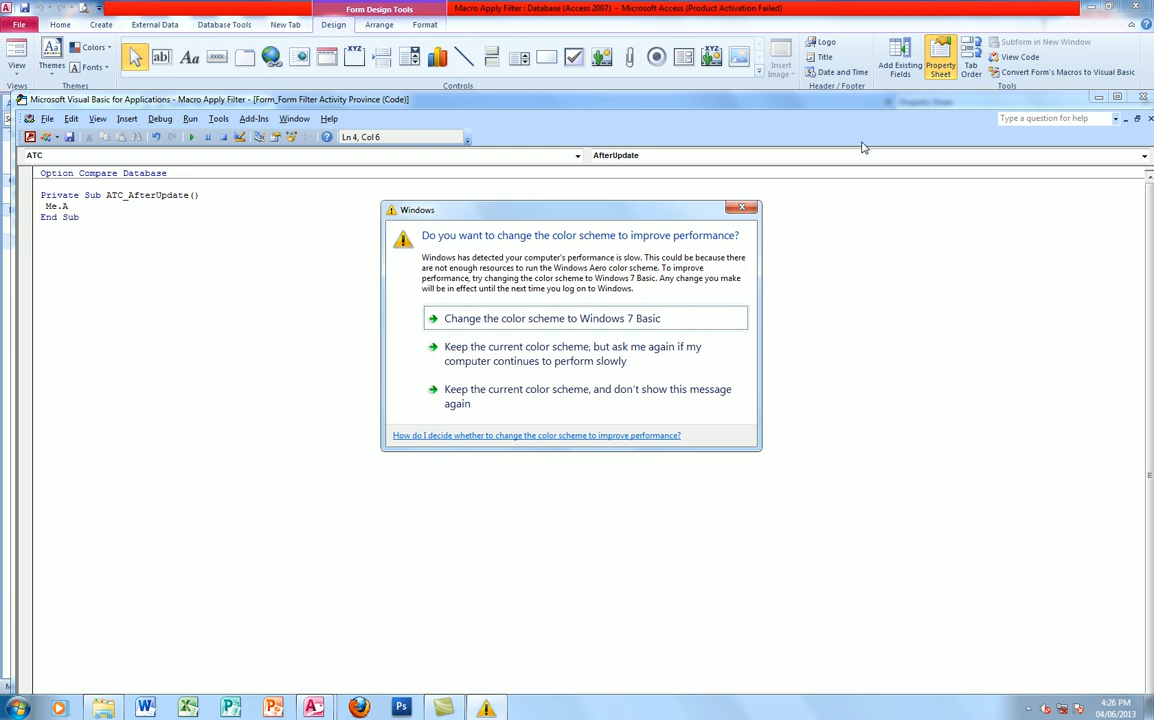 Form Design Tools
Macro Apply Filter : Database (Access 2007) - Microsoft Access (Product Activation Failed)
File Home Create External Data Database Tools New Tab Design Arrange Format
View
Views
Aa
Themes
Colors
Fonts
Themes
ab|
Aa
xxxx
XYZ
XYZ
Controls
Insert Image
Logo
Title
Date and Time
Header / Footer
Add Existing Fields
Property Sheet
Tab Order
Subform in New Window
View Code
Convert Form's Macros to Visual Basic
Tools
Microsoft Visual Basic for Applications - Macro Apply Filter - [Form_Form Filter Activity Province (Code)]
File Edit View Insert Debug Run Tools Add-Ins Window Help
Type a question for help
Ln 4, Col 6
ATC
AfterUpdate
Option Compare Database
Private Sub ATC_AfterUpdate()
Me.A
End Sub
Windows
Do you want to change the color scheme to improve performance?
Windows has detected your computer's performance is slow. This could be because there
are not enough resources to run the Windows Aero color scheme. To improve
performance, try changing the color scheme to Windows 7 Basic. Any change you make
will be in effect until the next time you log on to Windows.
Change the color scheme to Windows 7 Basic
Keep the current color scheme, but ask me again if my
computer continues to perform slowly
Keep the current color scheme, and don't show this message
again
How do I decide whether to change the color scheme to improve performance?
W
X
P
P
A
Ps
4:26 PM
04/06/2013